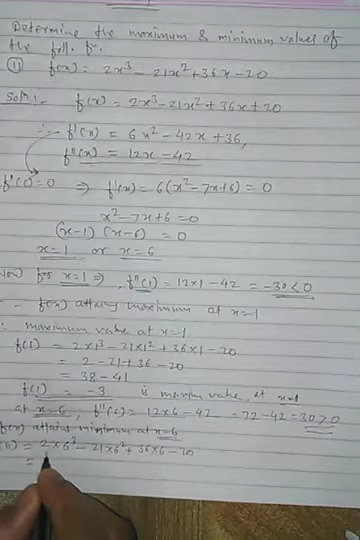 Determine the maximum & minimum values of
the foll. fn.
(11) f(x) = 2x³ - 21x² + 36x - 20
Soln:- f(x) = 2x³ - 21x² + 36x + 20
∴ f'(x) = 6x² - 42x + 36,
f''(x) = 12x - 42
f'(x) = 0 ⇒ f'(x) = 6(x² - 7x + 6) = 0
x² - 7x + 6 = 0
(x-1) (x-6) = 0
x = 1 or x = 6
Now for x = 1 ⇒, f''(1) = 12×1 - 42 = -30 < 0
f(x) attains maximum at x = 1
∴ maximum value at x = 1
f(1) = 2×1³ - 21×1² + 36×1 - 20
= 2 - 21 + 36 - 20
= 38 - 41
f(1) = -3 is maxm value at x=1
at x = 6, f''(6) = 12×6 - 42 = 72 - 42 = 30 > 0
f(x) attains minimum at x = 6
(6) = 2×6³ - 21×6² + 36×6 - 20
=